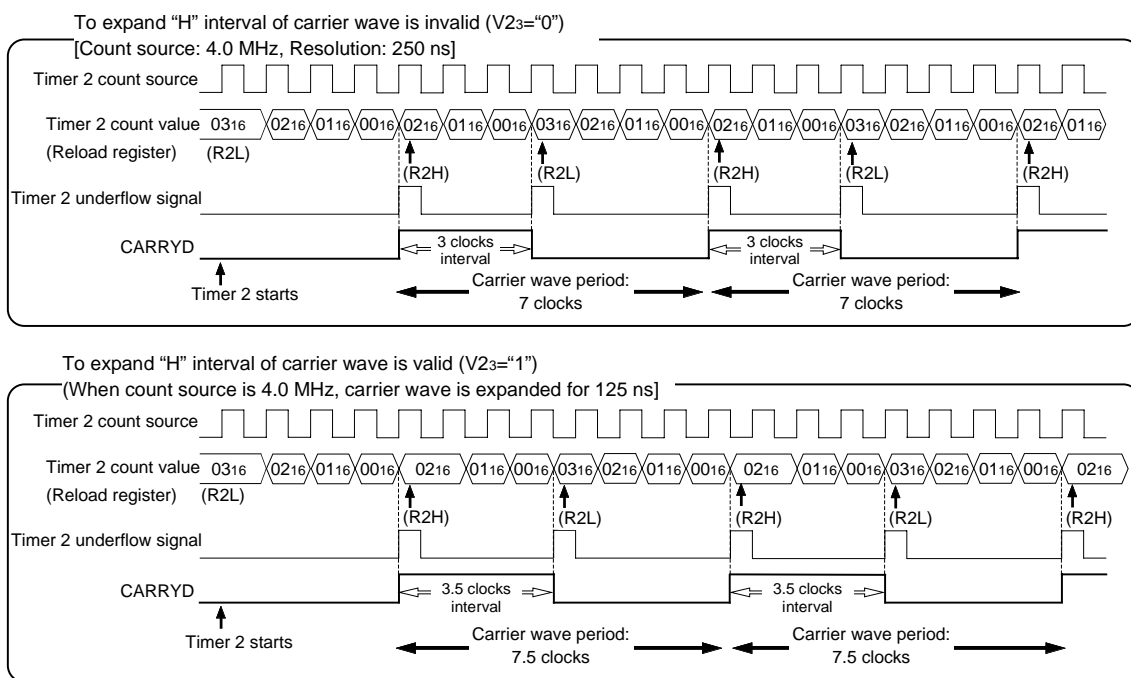 To expand “H” interval of carrier wave is invalid (V23=“0”)
[Count source: 4.0 MHz, Resolution: 250 ns]
Timer 2 count source
Timer 2 count value 0316 0216 0116 0016 0216 0116 0016 0316 0216 0116 0016 0216 0116 0016 0316 0216 0116 0016 0216 0116
(Reload register) (R2L)
(R2H) (R2L) (R2H) (R2L) (R2H)
Timer 2 underflow signal
CARRYD
3 clocks interval
3 clocks interval
Timer 2 starts
Carrier wave period:
7 clocks
Carrier wave period:
7 clocks
To expand “H” interval of carrier wave is valid (V23=“1”)
(When count source is 4.0 MHz, carrier wave is expanded for 125 ns]
Timer 2 count source
Timer 2 count value 0316 0216 0116 0016 0216 0116 0016 0316 0216 0116 0016 0216 0116 0016 0316 0216 0116 0016 0216
(Reload register) (R2L)
(R2H) (R2L) (R2H) (R2L) (R2H)
Timer 2 underflow signal
CARRYD
3.5 clocks interval
3.5 clocks interval
Timer 2 starts
Carrier wave period:
7.5 clocks
Carrier wave period:
7.5 clocks